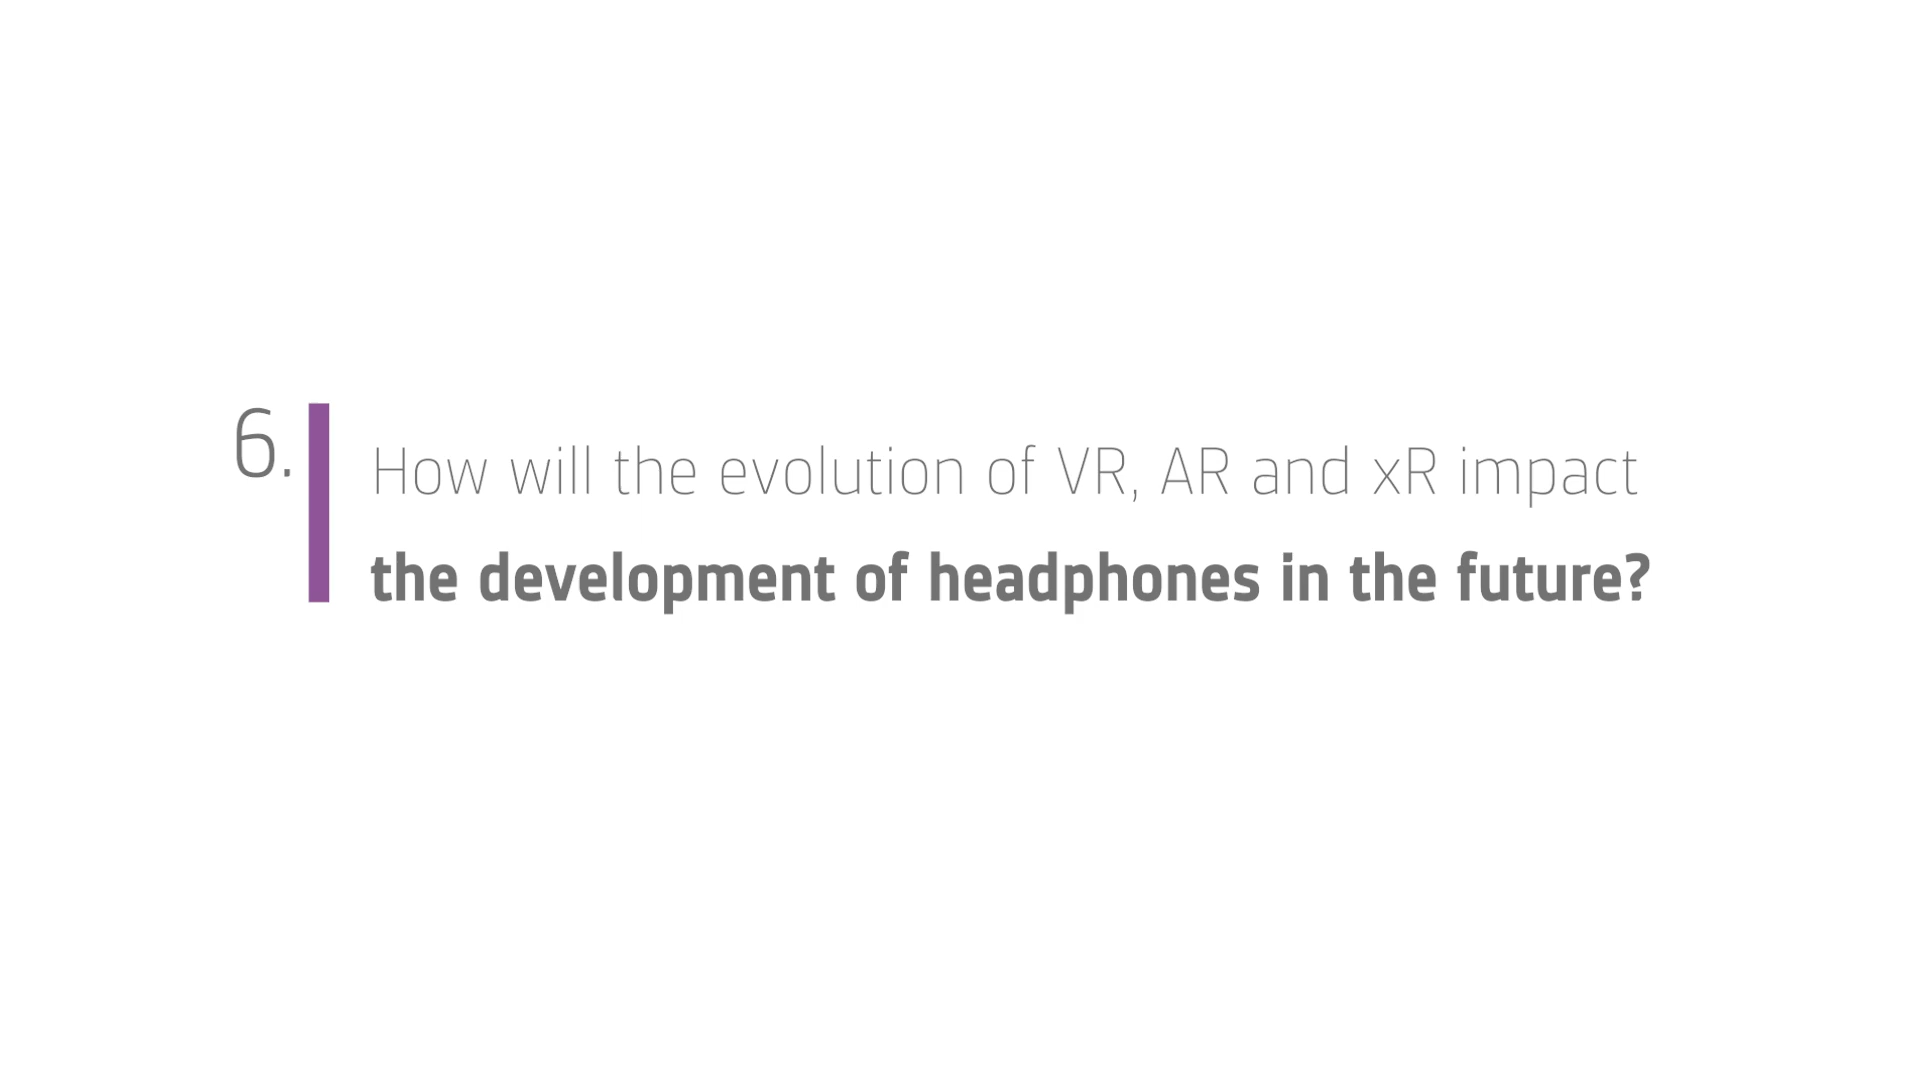 6.
How will the evolution of VR, AR and xR impact
the development of headphones in the future?